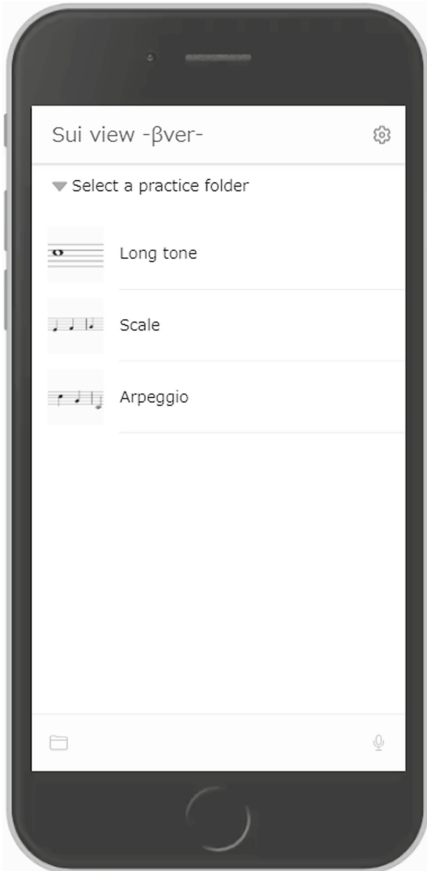 Sui view -βver-
Select a practice folder
Long tone
Scale
Arpeggio